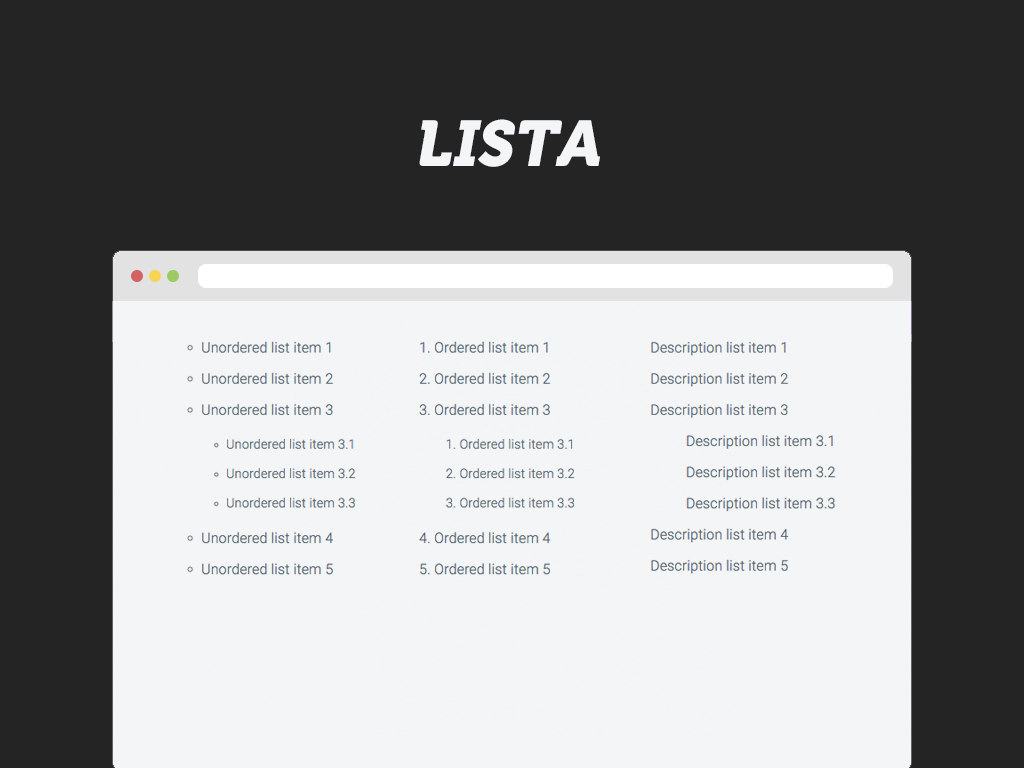 LISTA
Unordered list item 1
Unordered list item 2
Unordered list item 3
Unordered list item 3.1
Unordered list item 3.2
Unordered list item 3.3
Unordered list item 4
Unordered list item 5
1. Ordered list item 1
2. Ordered list item 2
3. Ordered list item 3
1. Ordered list item 3.1
2. Ordered list item 3.2
3. Ordered list item 3.3
4. Ordered list item 4
5. Ordered list item 5
Description list item 1
Description list item 2
Description list item 3
Description list item 3.1
Description list item 3.2
Description list item 3.3
Description list item 4
Description list item 5